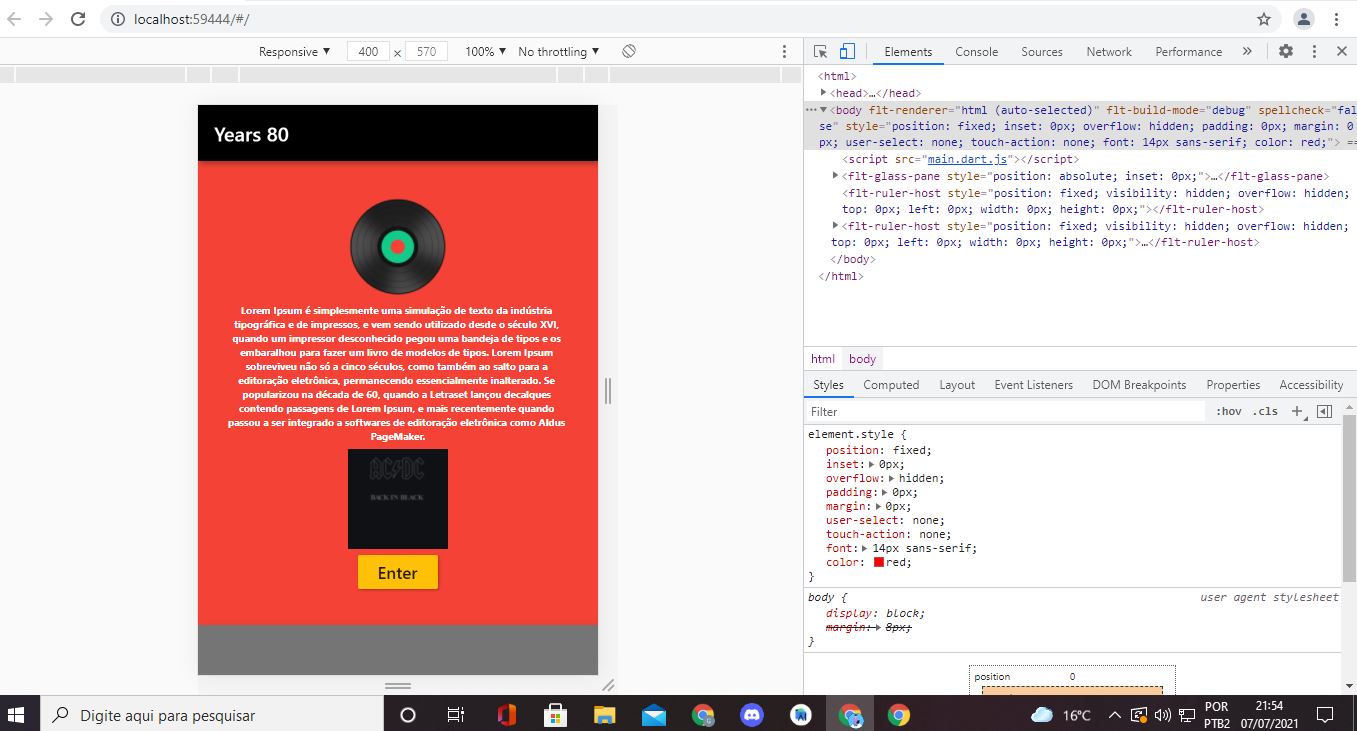 localhost:59444/#/
Responsive ▼ 400 × 570 100% ▼ No throttling ▼
Elements Console Sources Network Performance »
<html>
▶<head>…</head>
⋯▼<body flt-renderer="html (auto-selected)" flt-build-mode="debug" spellcheck="fal
se" style="position: fixed; inset: 0px; overflow: hidden; padding: 0px; margin: 0
px; user-select: none; touch-action: none; font: 14px sans-serif; color: red;"> ==
<script src="main.dart.js"></script>
▶<flt-glass-pane style="position: absolute; inset: 0px;">…</flt-glass-pane>
<flt-ruler-host style="position: fixed; visibility: hidden; overflow: hidden;
top: 0px; left: 0px; width: 0px; height: 0px;"></flt-ruler-host>
▶<flt-ruler-host style="position: fixed; visibility: hidden; overflow: hidden;
top: 0px; left: 0px; width: 0px; height: 0px;">…</flt-ruler-host>
</body>
</html>
html body
Styles Computed Layout Event Listeners DOM Breakpoints Properties Accessibility
Filter :hov .cls +
element.style {
position: fixed;
inset:▶ 0px;
overflow:▶ hidden;
padding:▶ 0px;
margin:▶ 0px;
user-select: none;
touch-action: none;
font:▶ 14px sans-serif;
color: red;
}
body { user agent stylesheet
display: block;
margin:▶ 8px;
}
position 0
Years 80
Lorem Ipsum é simplesmente uma simulação de texto da indústria
tipográfica e de impressos, e vem sendo utilizado desde o século XVI,
quando um impressor desconhecido pegou uma bandeja de tipos e os
embaralhou para fazer um livro de modelos de tipos. Lorem Ipsum
sobreviveu não só a cinco séculos, como também ao salto para a
editoração eletrônica, permanecendo essencialmente inalterado. Se
popularizou na década de 60, quando a Letraset lançou decalques
contendo passagens de Lorem Ipsum, e mais recentemente quando
passou a ser integrado a softwares de editoração eletrônica como Aldus
PageMaker.
AC⚡DC
BACK IN BLACK
Enter
Digite aqui para pesquisar
16°C
POR
PTB2
21:54
07/07/2021